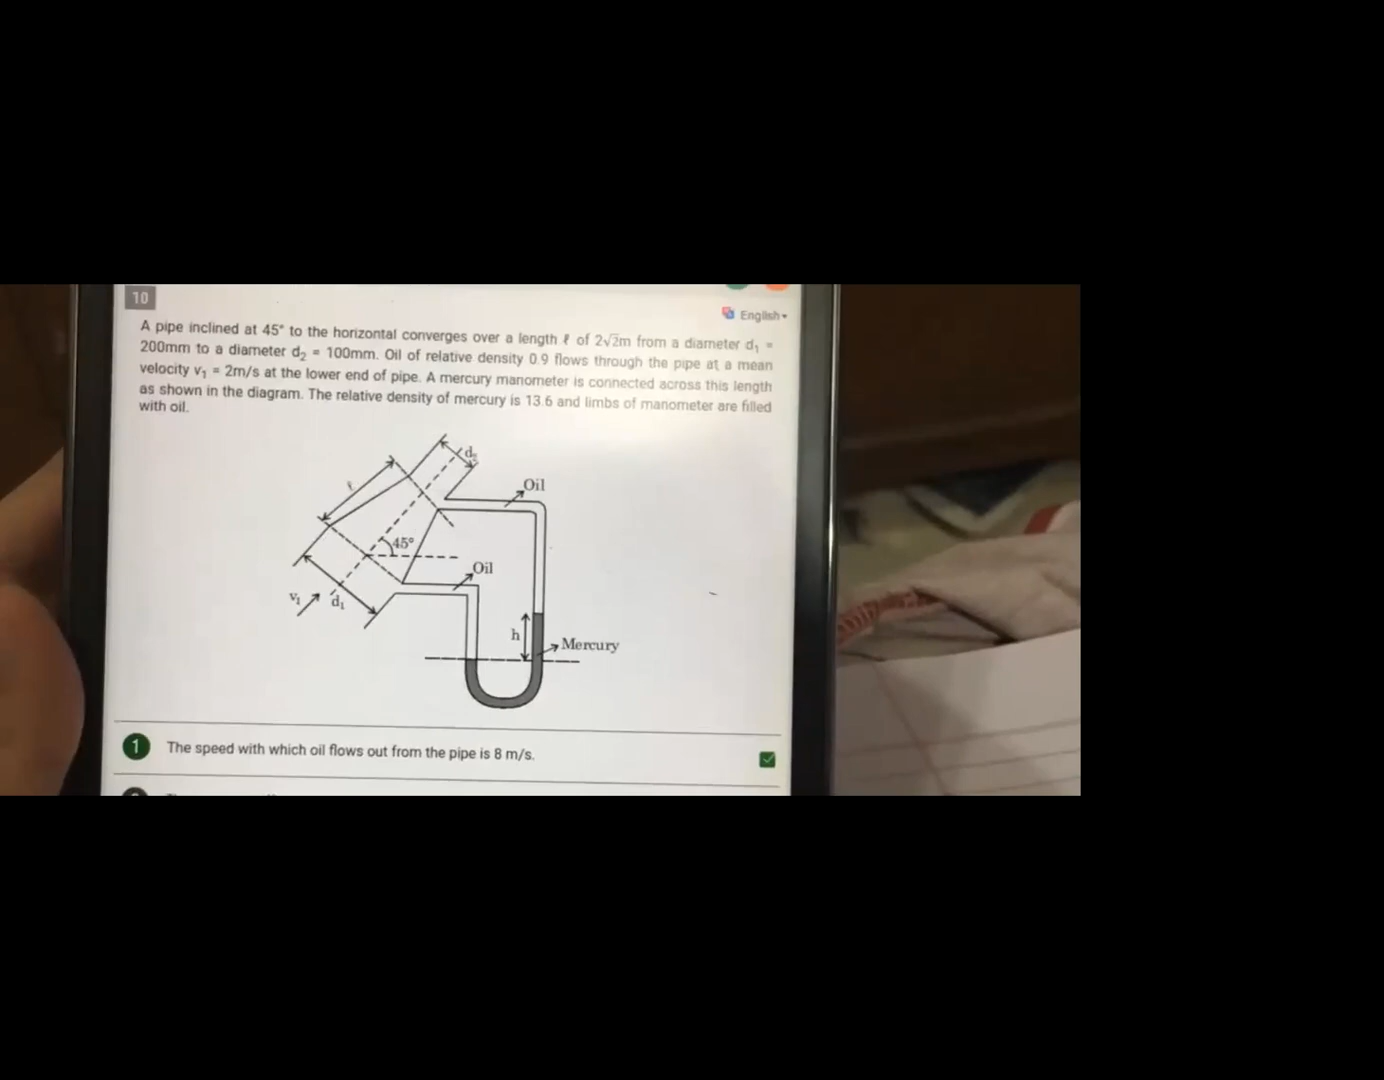 10
English
A pipe inclined at 45° to the horizontal converges over a length ℓ of 2√2m from a diameter d₁ =
200mm to a diameter d₂ = 100mm. Oil of relative density 0.9 flows through the pipe at a mean
velocity v₁ = 2m/s at the lower end of pipe. A mercury manometer is connected across this length
as shown in the diagram. The relative density of mercury is 13.6 and limbs of manometer are filled
with oil.
d₂
ℓ
Oil
45°
Oil
v₁
d₁
h
Mercury
1 The speed with which oil flows out from the pipe is 8 m/s.